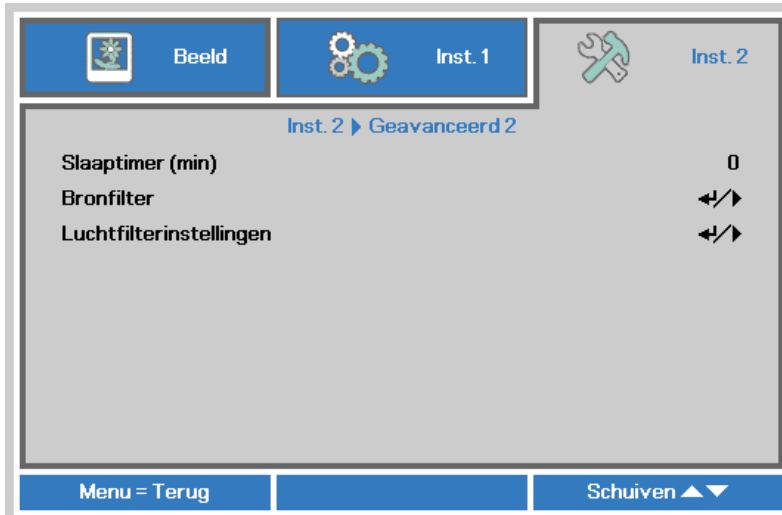 Beeld
Inst. 1
Inst. 2
Inst. 2 ▶ Geavanceerd 2
Slaaptimer (min) 0
Bronfilter ↵/▶
Luchtfilterinstellingen ↵/▶
Menu = Terug
Schuiven ▲▼